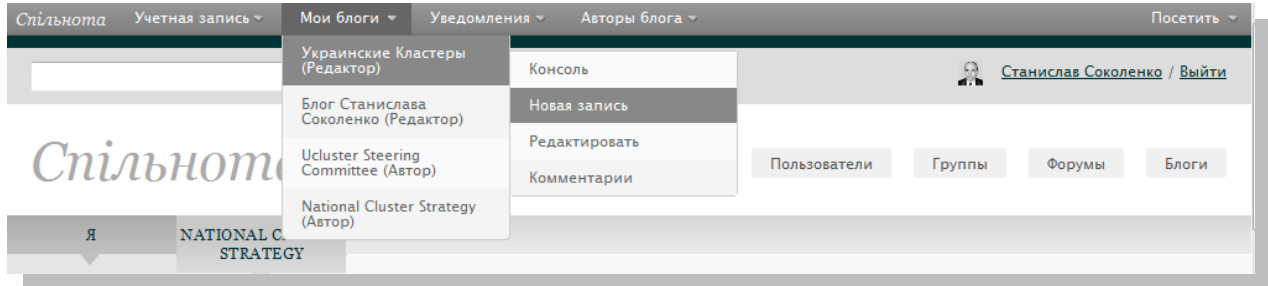 Спільнота Учетная запись Мои блоги Уведомления Авторы блога Посетить
Украинские Кластеры
(Редактор)
Блог Станислава
Соколенко (Редактор)
Ucluster Steering
Committee (Автор)
National Cluster Strategy
(Автор)
Консоль
Новая запись
Редактировать
Комментарии
Станислав Соколенко / Выйти
Спільнота
Пользователи Группы Форумы Блоги
Я
NATIONAL C
STRATEGY